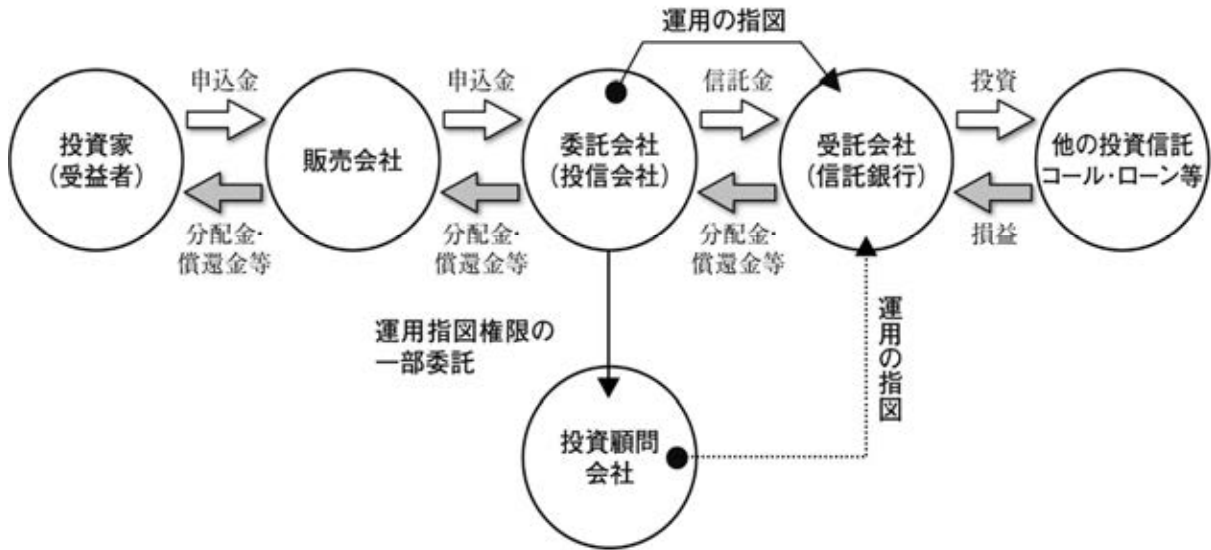 運用の指図
申込金
申込金
信託金
投資
投資家
(受益者)
販売会社
委託会社
(投信会社)
受託会社
(信託銀行)
他の投資信託
コール・ローン等
分配金・
償還金等
分配金・
償還金等
分配金・
償還金等
損益
運用指図権限の
一部委託
運用の指図
投資顧問
会社